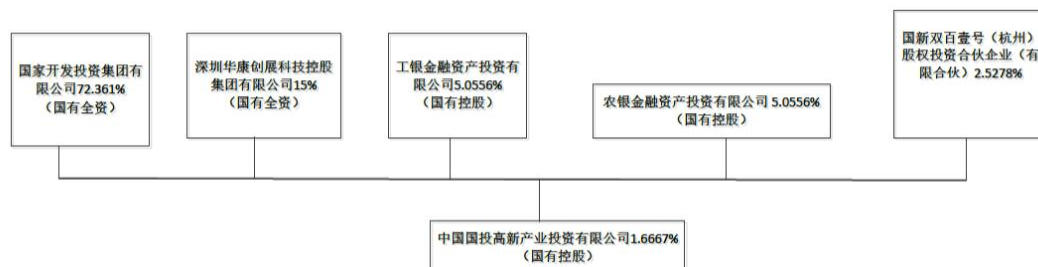 国家开发投资集团有
限公司72.361%
（国有全资）
深圳华康创展科技控股
集团有限公司15%
（国有全资）
工银金融资产投资有
限公司5.0556%
（国有控股）
农银金融资产投资有限公司 5.0556%
（国有控股）
国新双百壹号（杭州）
股权投资合伙企业（有
限合伙）2.5278%
中国国投高新产业投资有限公司1.6667%
（国有控股）